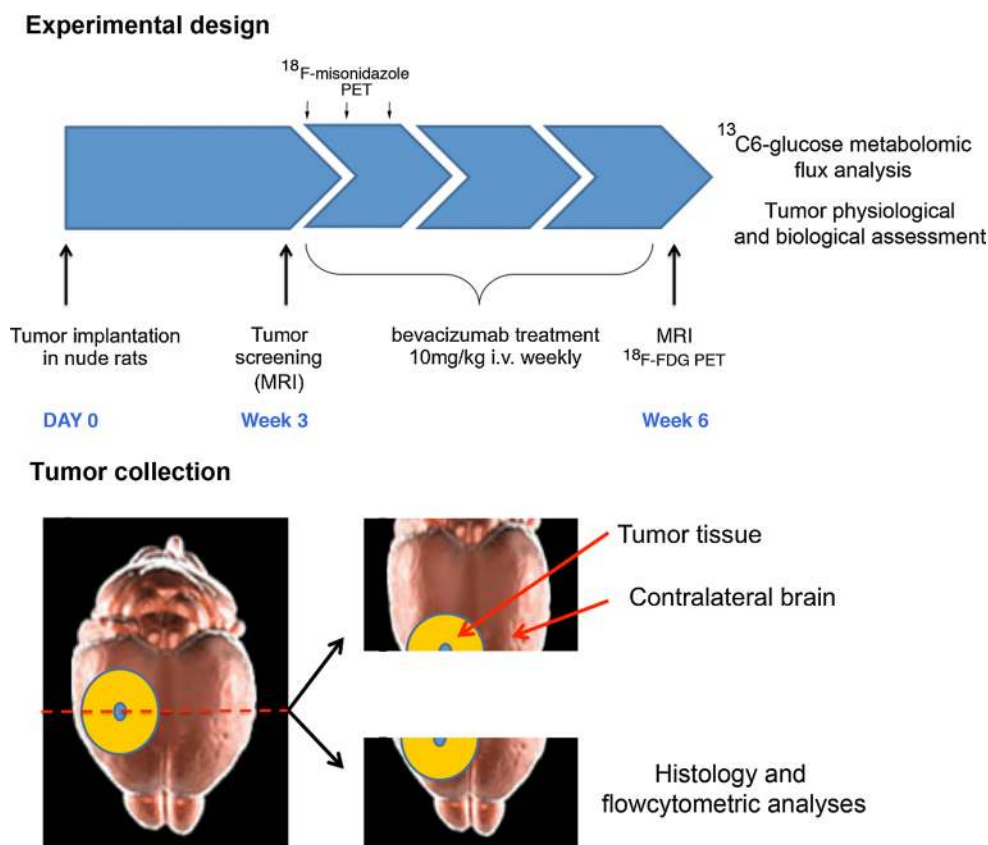 Experimental design
18F-misonidazole
PET
13C6-glucose metabolomic
flux analysis
Tumor physiological
and biological assessment
Tumor implantation
in nude rats
Tumor
screening
(MRI)
bevacizumab treatment
10mg/kg i.v. weekly
MRI
18F-FDG PET
DAY 0
Week 3
Week 6
Tumor collection
Tumor tissue
Contralateral brain
Histology and
flowcytometric analyses